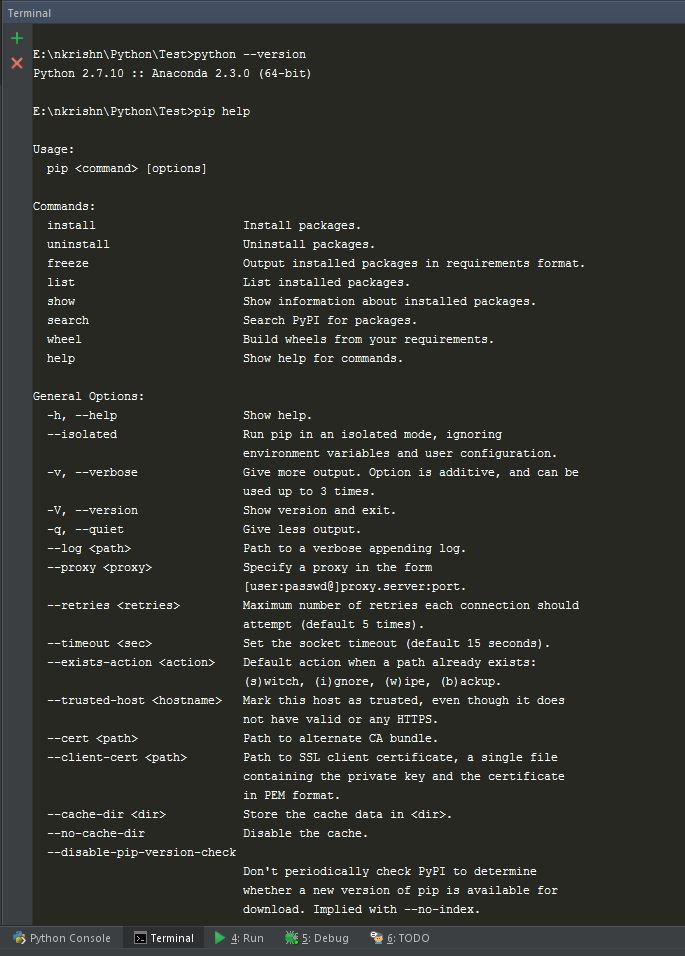 Terminal
E:\nkrishn\Python\Test>python --version
Python 2.7.10 :: Anaconda 2.3.0 (64-bit)
E:\nkrishn\Python\Test>pip help
Usage:
  pip <command> [options]
Commands:
  install                     Install packages.
  uninstall                   Uninstall packages.
  freeze                      Output installed packages in requirements format.
  list                        List installed packages.
  show                        Show information about installed packages.
  search                      Search PyPI for packages.
  wheel                       Build wheels from your requirements.
  help                        Show help for commands.
General Options:
  -h, --help                  Show help.
  --isolated                  Run pip in an isolated mode, ignoring
                              environment variables and user configuration.
  -v, --verbose               Give more output. Option is additive, and can be
                              used up to 3 times.
  -V, --version               Show version and exit.
  -q, --quiet                 Give less output.
  --log <path>                Path to a verbose appending log.
  --proxy <proxy>             Specify a proxy in the form
                              [user:passwd@]proxy.server:port.
  --retries <retries>         Maximum number of retries each connection should
                              attempt (default 5 times).
  --timeout <sec>             Set the socket timeout (default 15 seconds).
  --exists-action <action>    Default action when a path already exists:
                              (s)witch, (i)gnore, (w)ipe, (b)ackup.
  --trusted-host <hostname>   Mark this host as trusted, even though it does
                              not have valid or any HTTPS.
  --cert <path>               Path to alternate CA bundle.
  --client-cert <path>        Path to SSL client certificate, a single file
                              containing the private key and the certificate
                              in PEM format.
  --cache-dir <dir>           Store the cache data in <dir>.
  --no-cache-dir              Disable the cache.
  --disable-pip-version-check
                              Don't periodically check PyPI to determine
                              whether a new version of pip is available for
                              download. Implied with --no-index.
Python Console  Terminal  4: Run  5: Debug  6: TODO